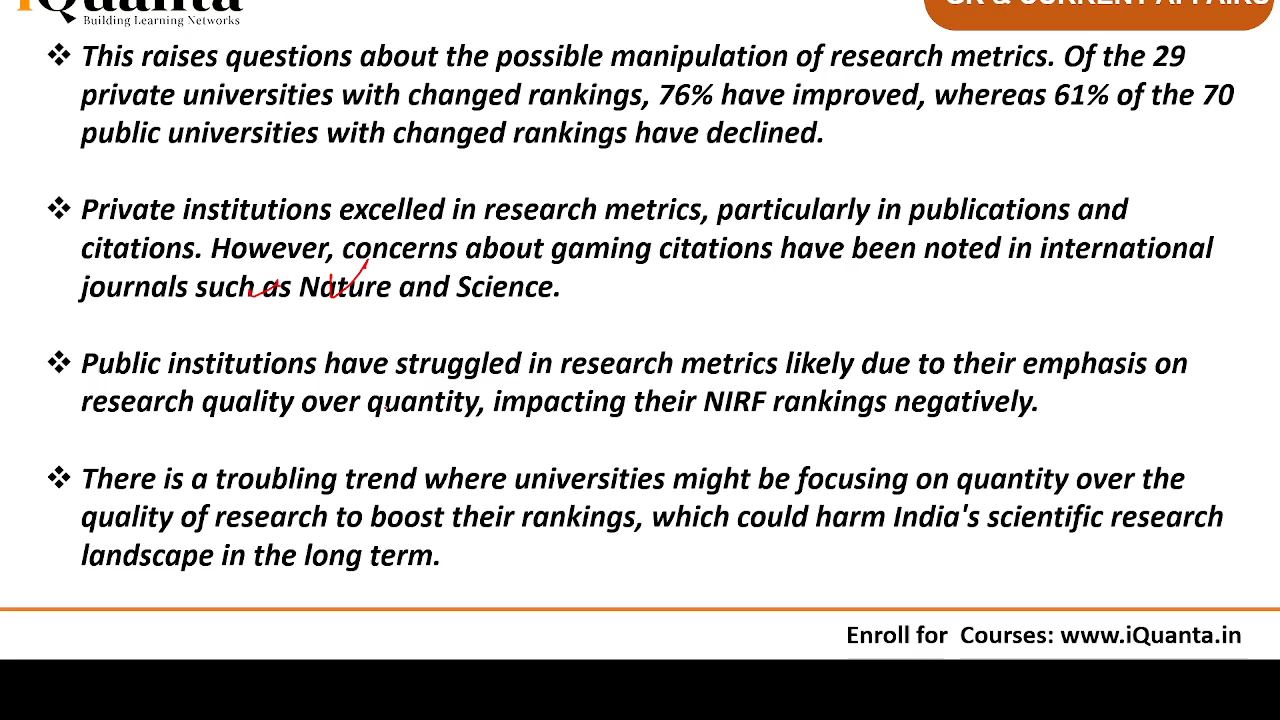 iQuanta
Building Learning Networks
GK & CURRENT AFFAIRS
❖ This raises questions about the possible manipulation of research metrics. Of the 29
private universities with changed rankings, 76% have improved, whereas 61% of the 70
public universities with changed rankings have declined.
❖ Private institutions excelled in research metrics, particularly in publications and
citations. However, concerns about gaming citations have been noted in international
journals such as Nature and Science.
❖ Public institutions have struggled in research metrics likely due to their emphasis on
research quality over quantity, impacting their NIRF rankings negatively.
❖ There is a troubling trend where universities might be focusing on quantity over the
quality of research to boost their rankings, which could harm India's scientific research
landscape in the long term.
Enroll for Courses: www.iQuanta.in